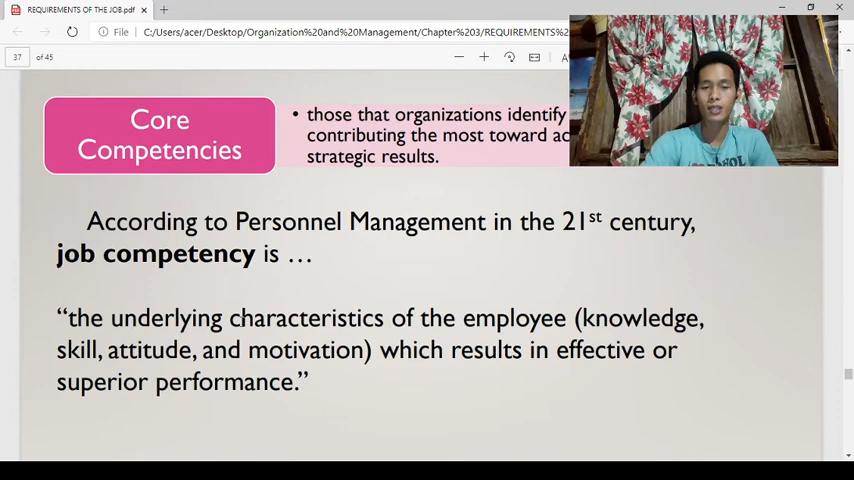 REQUIREMENTS OF THE JOB.pdf
File
C:/Users/acer/Desktop/Organization%20and%20Management/Chapter%203/REQUIREMENTS%2
37
of 45
Core
Competencies
• those that organizations identify
contributing the most toward
strategic results.
According to Personnel Management in the 21st century,
job competency is …
“the underlying characteristics of the employee (knowledge,
skill, attitude, and motivation) which results in effective or
superior performance.”